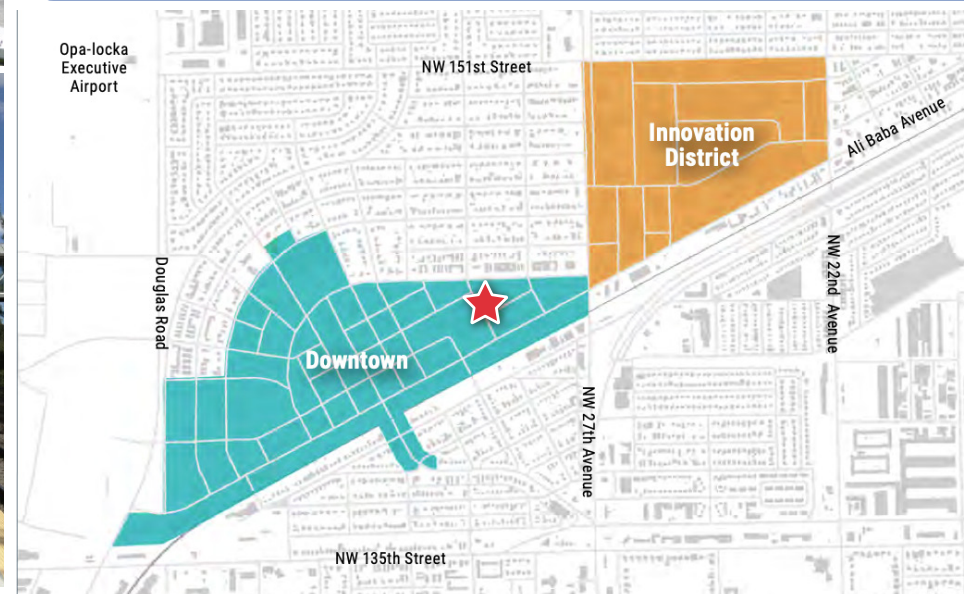 Opa-locka
Executive
Airport
NW 151st Street
Innovation
District
Ali Baba Avenue
Douglas Road
NW 22nd Avenue
Downtown
NW 27th Avenue
NW 135th Street